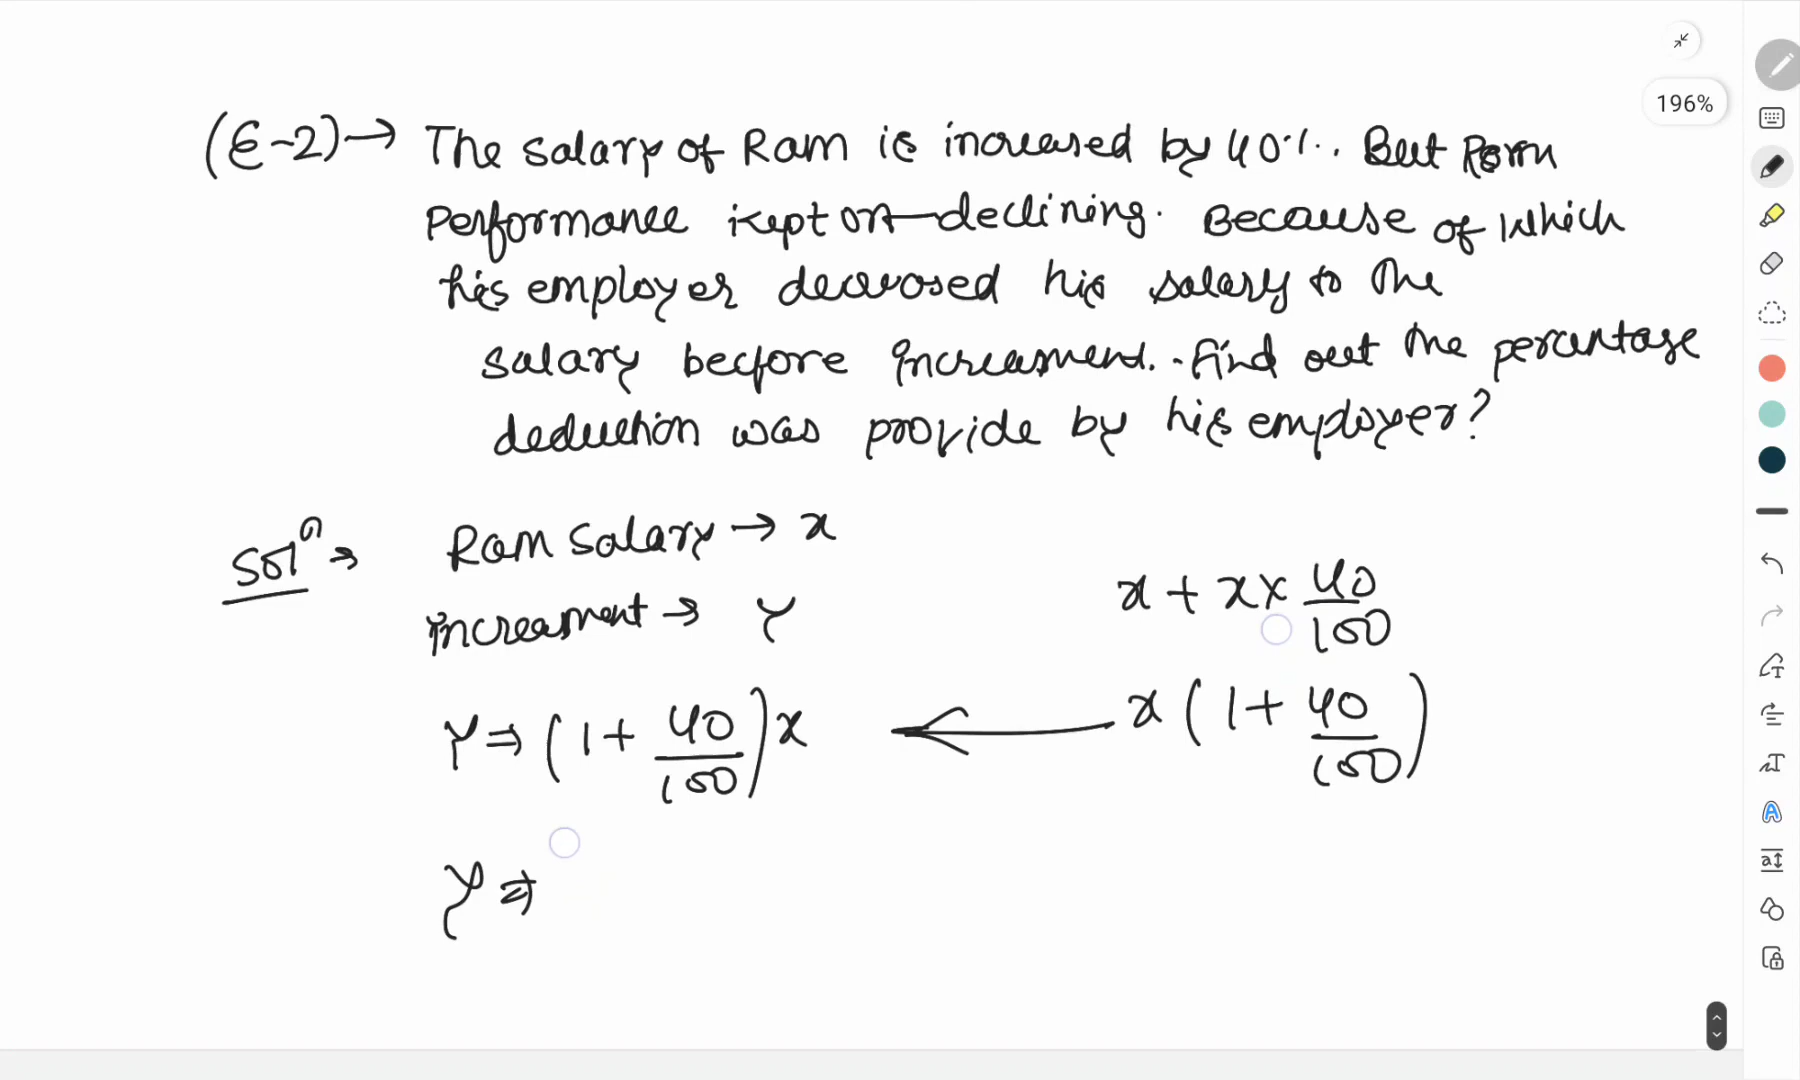 196%
(E-2)→ The salary of Ram is increased by 40%. But Ram
Performance kept on declining. Because of which
his employer decreased his salary to the
salary before increament. Find out the percentage
deduction was provide by his employer?
Solⁿ → Ram salary → x
increament → Y
x + x × 40/100
Y ⇒ (1 + 40/100)x ← x(1 + 40/100)
Y ⇒